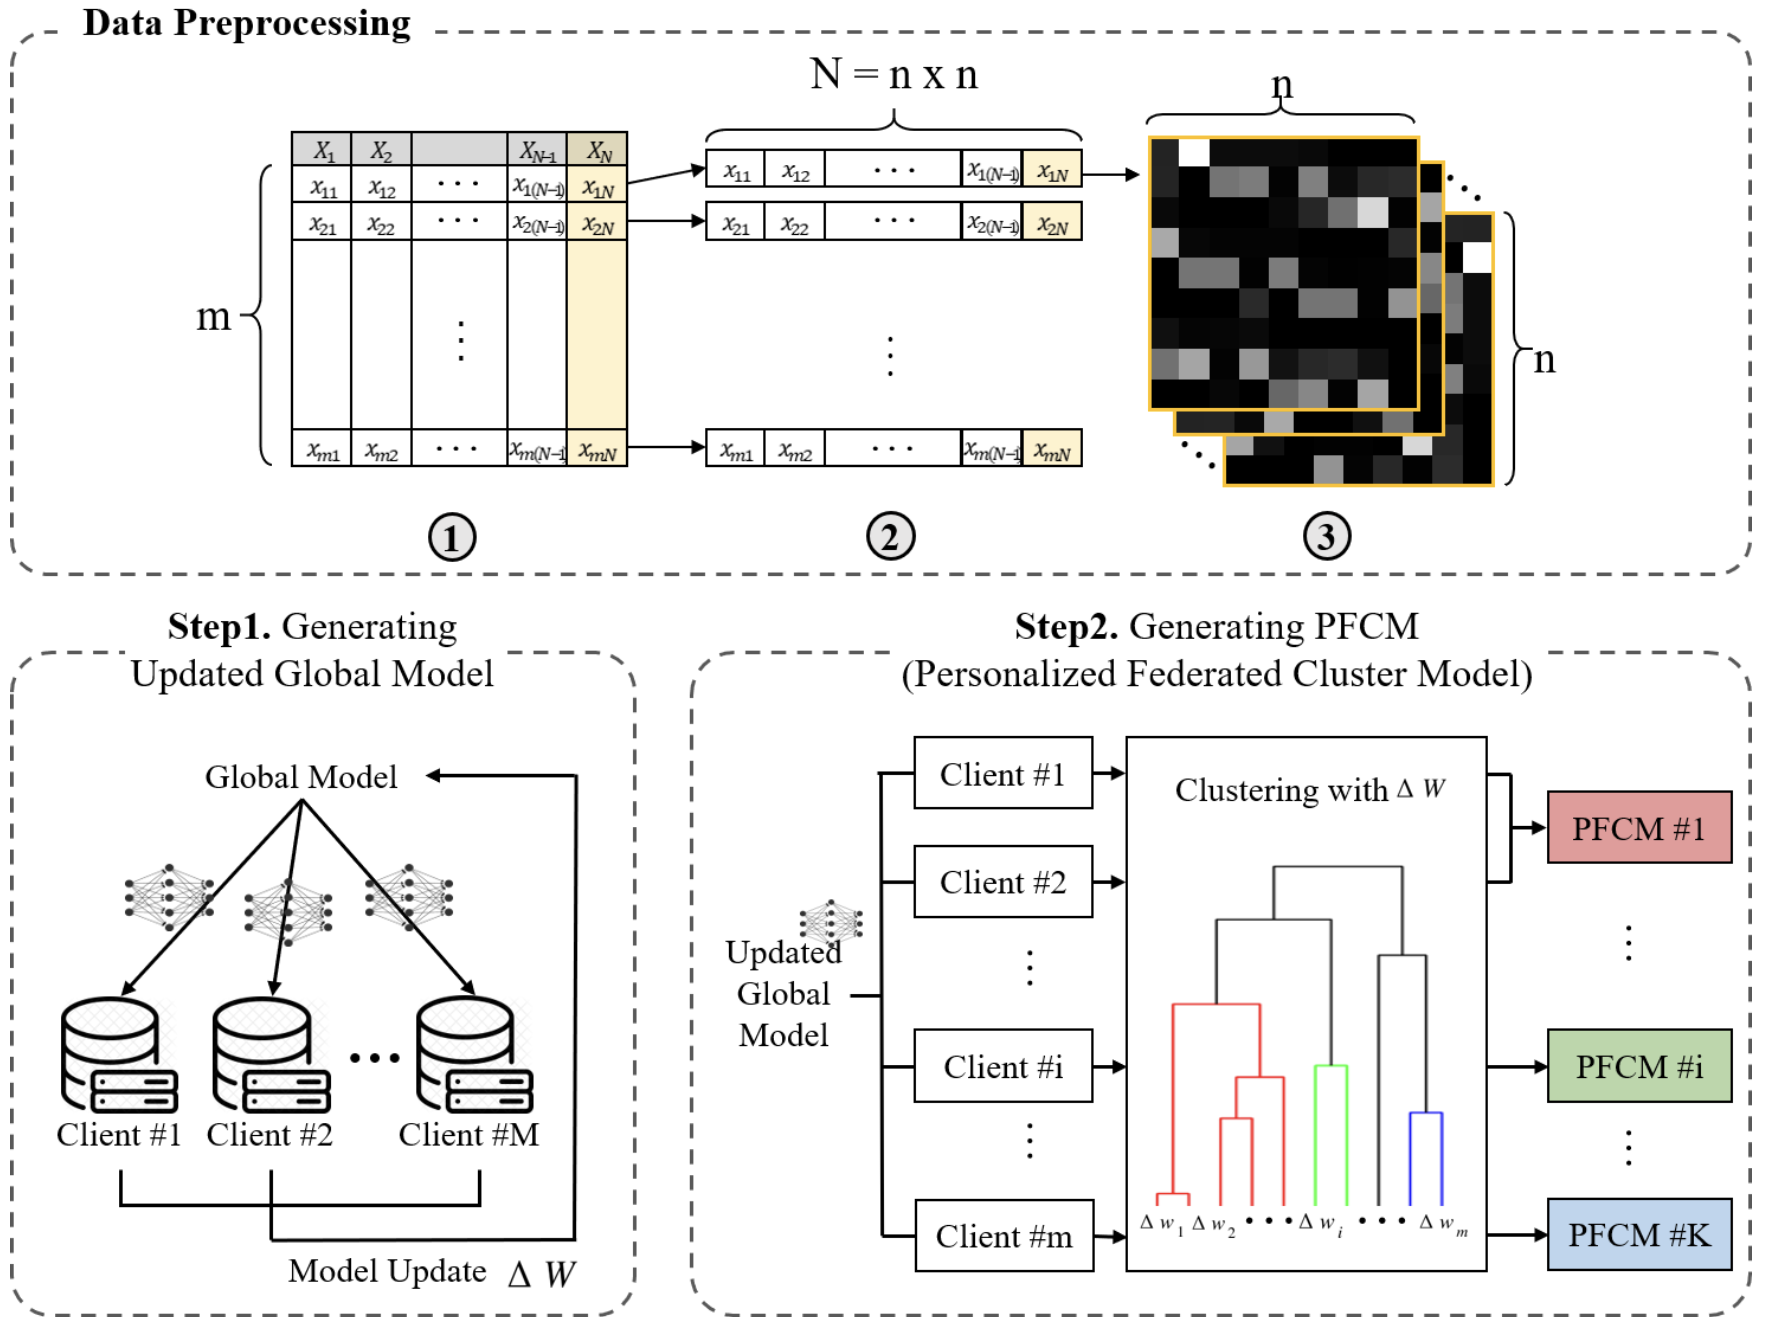 Data Preprocessing
N = n x n
n
X1 X2 XN-1 XN
x11 x12 ··· x1(N-1) x1N
x21 x22 ··· x2(N-1) x2N
m
xm1 xm2 ··· xm(N-1) xmN
x11 x12 ··· x1(N-1) x1N
x21 x22 ··· x2(N-1) x2N
xm1 xm2 ··· xm(N-1) xmN
n
1
2
3
Step1. Generating
Updated Global Model
Global Model
Client #1
Client #2
Client #M
Model Update Δ W
Step2. Generating PFCM
(Personalized Federated Cluster Model)
Updated
Global
Model
Client #1
Client #2
Client #i
Client #m
Clustering with Δ W
Δ w1 Δ w2 ··· Δ wi ··· Δ wm
PFCM #1
PFCM #i
PFCM #K